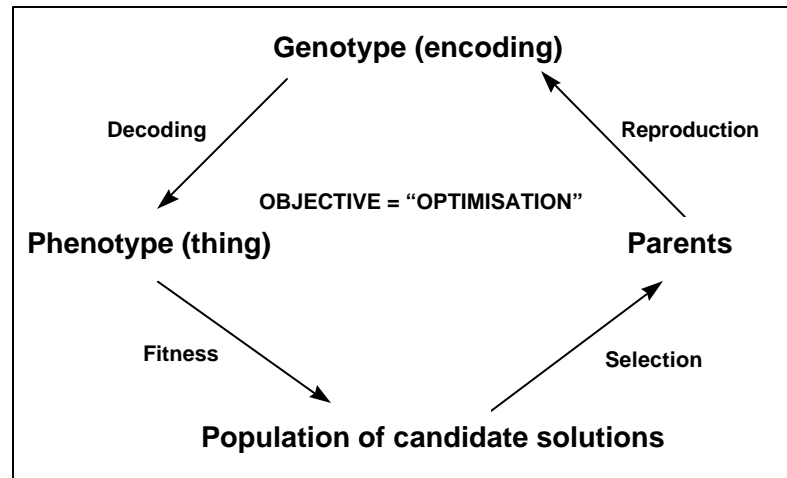 Genotype (encoding)
Decoding
Reproduction
OBJECTIVE = “OPTIMISATION”
Phenotype (thing)
Parents
Fitness
Selection
Population of candidate solutions